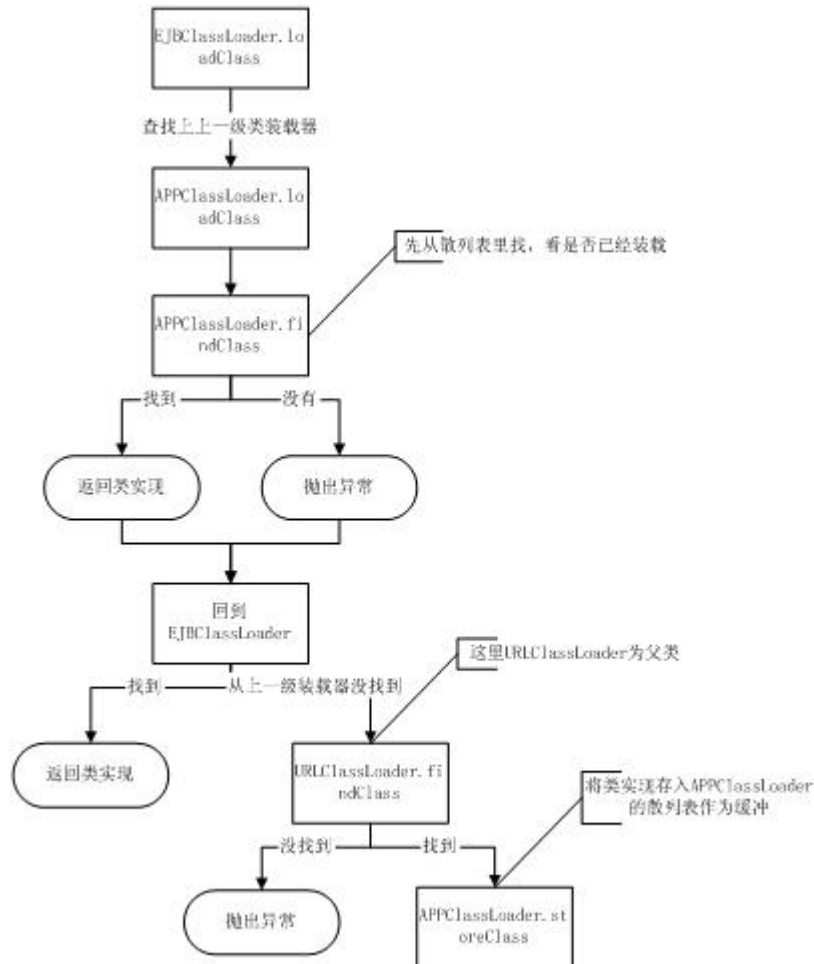 EJBClassLoader.lo
adClass
查找上上一级类装载器
APPClassLoader.lo
adClass
先从散列表里找，看是否已经装载
APPClassLoader.fi
ndClass
找到
没有
返回类实现
抛出异常
回到
EJBClassLoader
这里URLClassLoader为父类
找到
从上一级装载器没找到
返回类实现
URLClassLoader.fi
ndClass
将类实现存入APPClassLoader
的散列表作为缓冲
没找到
找到
抛出异常
APPClassLoader.st
oreClass